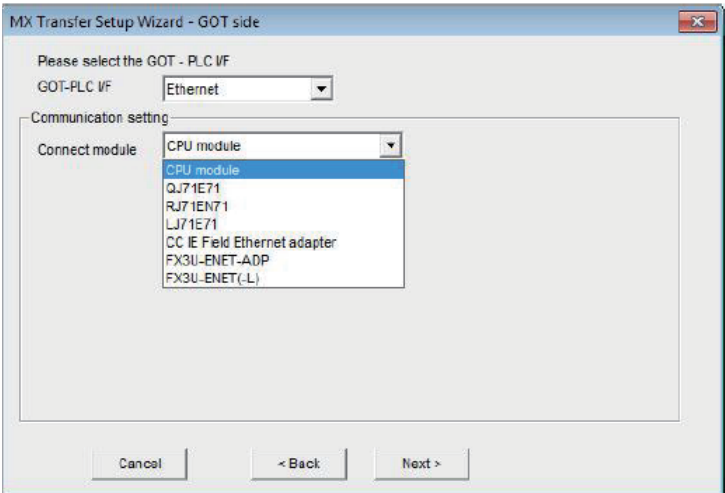 MX Transfer Setup Wizard - GOT side
Please select the GOT - PLC I/F
GOT-PLC I/F Ethernet
Communication setting
Connect module CPU module
CPU module
QJ71E71
RJ71EN71
LJ71E71
CC IE Field Ethernet adapter
FX3U-ENET-ADP
FX3U-ENET(-L)
Cancel < Back Next >